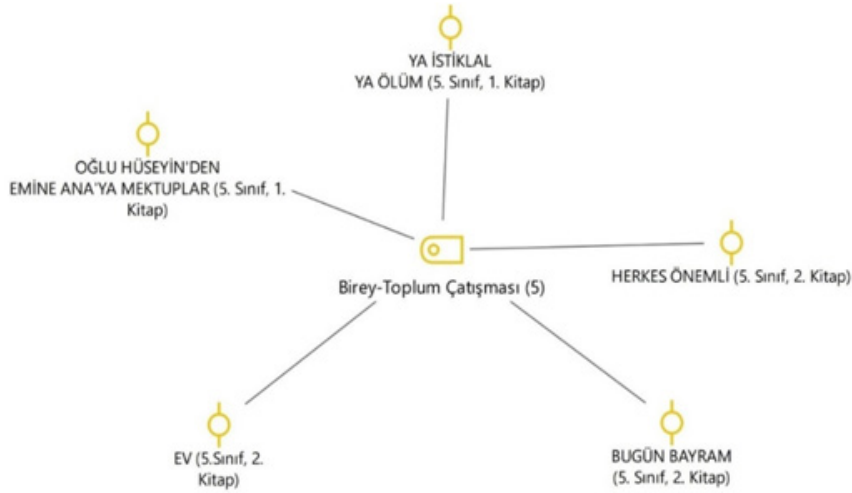 YA İSTİKLAL
YA ÖLÜM (5. Sınıf, 1. Kitap)
OĞLU HÜSEYİN'DEN
EMİNE ANA'YA MEKTUPLAR (5. Sınıf, 1.
Kitap)
HERKES ÖNEMLİ (5. Sınıf, 2. Kitap)
Birey-Toplum Çatışması (5)
EV (5.Sınıf, 2.
Kitap)
BUGÜN BAYRAM
(5. Sınıf, 2. Kitap)